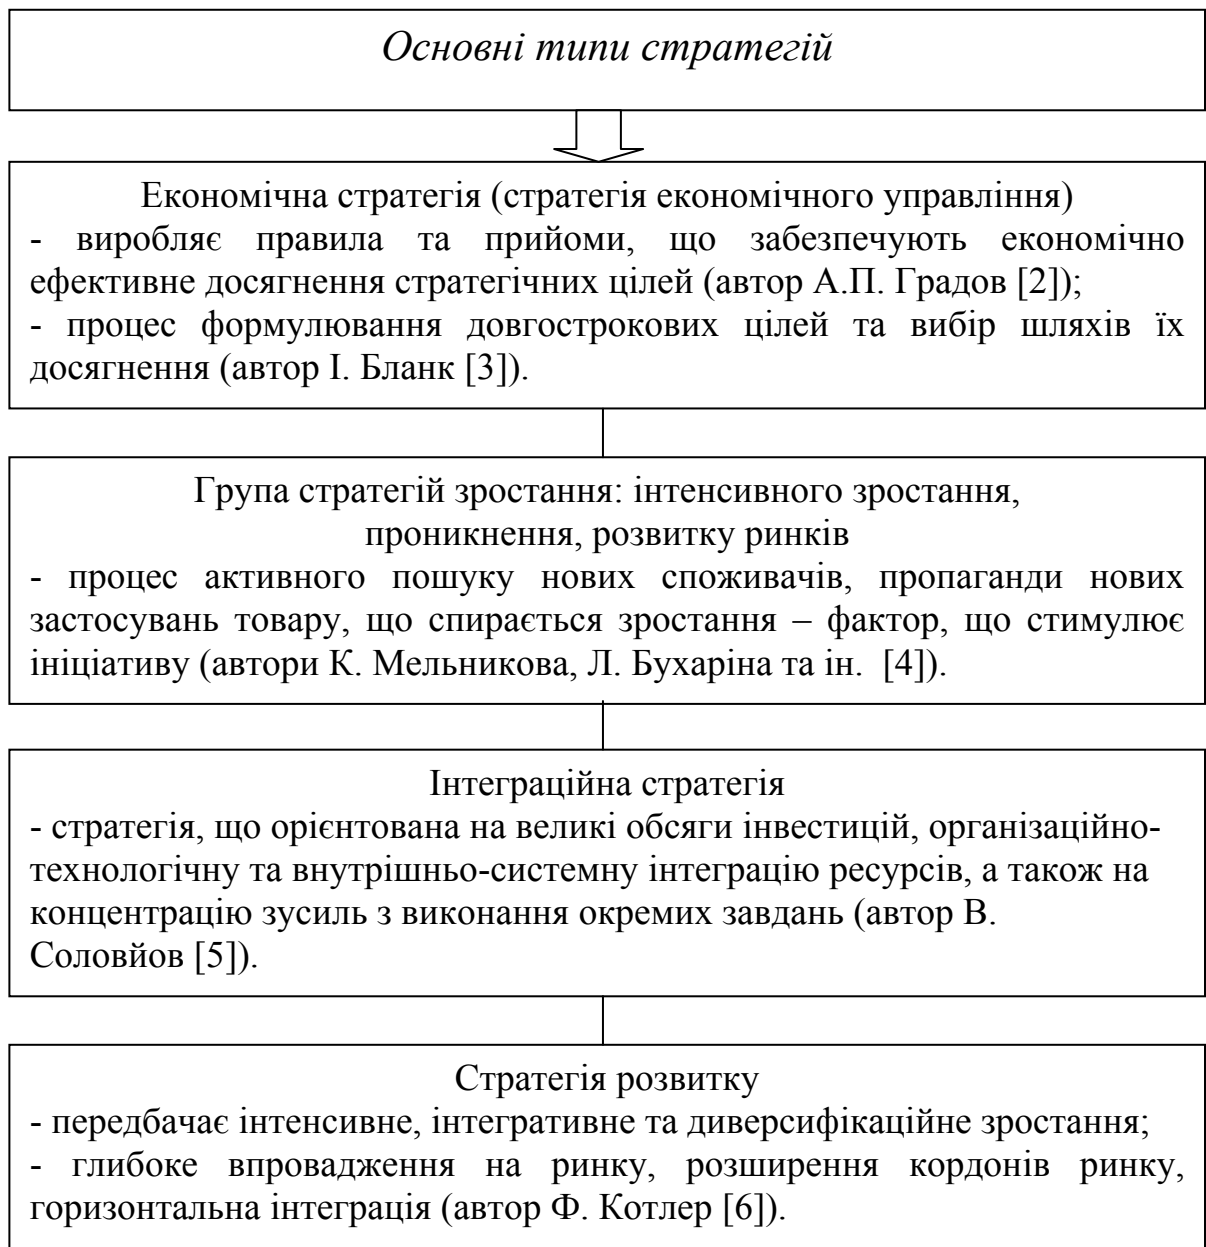 Основні типи стратегій
Економічна стратегія (стратегія економічного управління)
- виробляє правила та прийоми, що забезпечують економічно
ефективне досягнення стратегічних цілей (автор А.П. Градов [2]);
- процес формулювання довгострокових цілей та вибір шляхів їх
досягнення (автор І. Бланк [3]).
Група стратегій зростання: інтенсивного зростання,
проникнення, розвитку ринків
- процес активного пошуку нових споживачів, пропаганди нових
застосувань товару, що спирається зростання – фактор, що стимулює
ініціативу (автори К. Мельникова, Л. Бухаріна та ін. [4]).
Інтеграційна стратегія
- стратегія, що орієнтована на великі обсяги інвестицій, організаційно-
технологічну та внутрішньо-системну інтеграцію ресурсів, а також на
концентрацію зусиль з виконання окремих завдань (автор В.
Соловйов [5]).
Стратегія розвитку
- передбачає інтенсивне, інтегративне та диверсифікаційне зростання;
- глибоке впровадження на ринку, розширення кордонів ринку,
горизонтальна інтеграція (автор Ф. Котлер [6]).